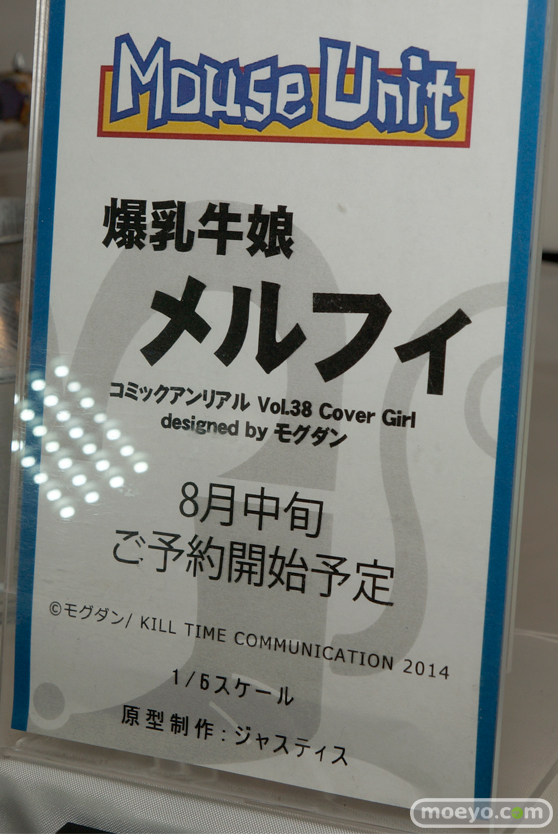 Mouse Unit
爆乳牛娘
メルフィ
コミックアンリアル Vol.38 Cover Girl
designed by モグダン
8月中旬
ご予約開始予定
©モグダン/ KILL TIME COMMUNICATION 2014
1/6スケール
原型制作:ジャスティス
moeyo.com